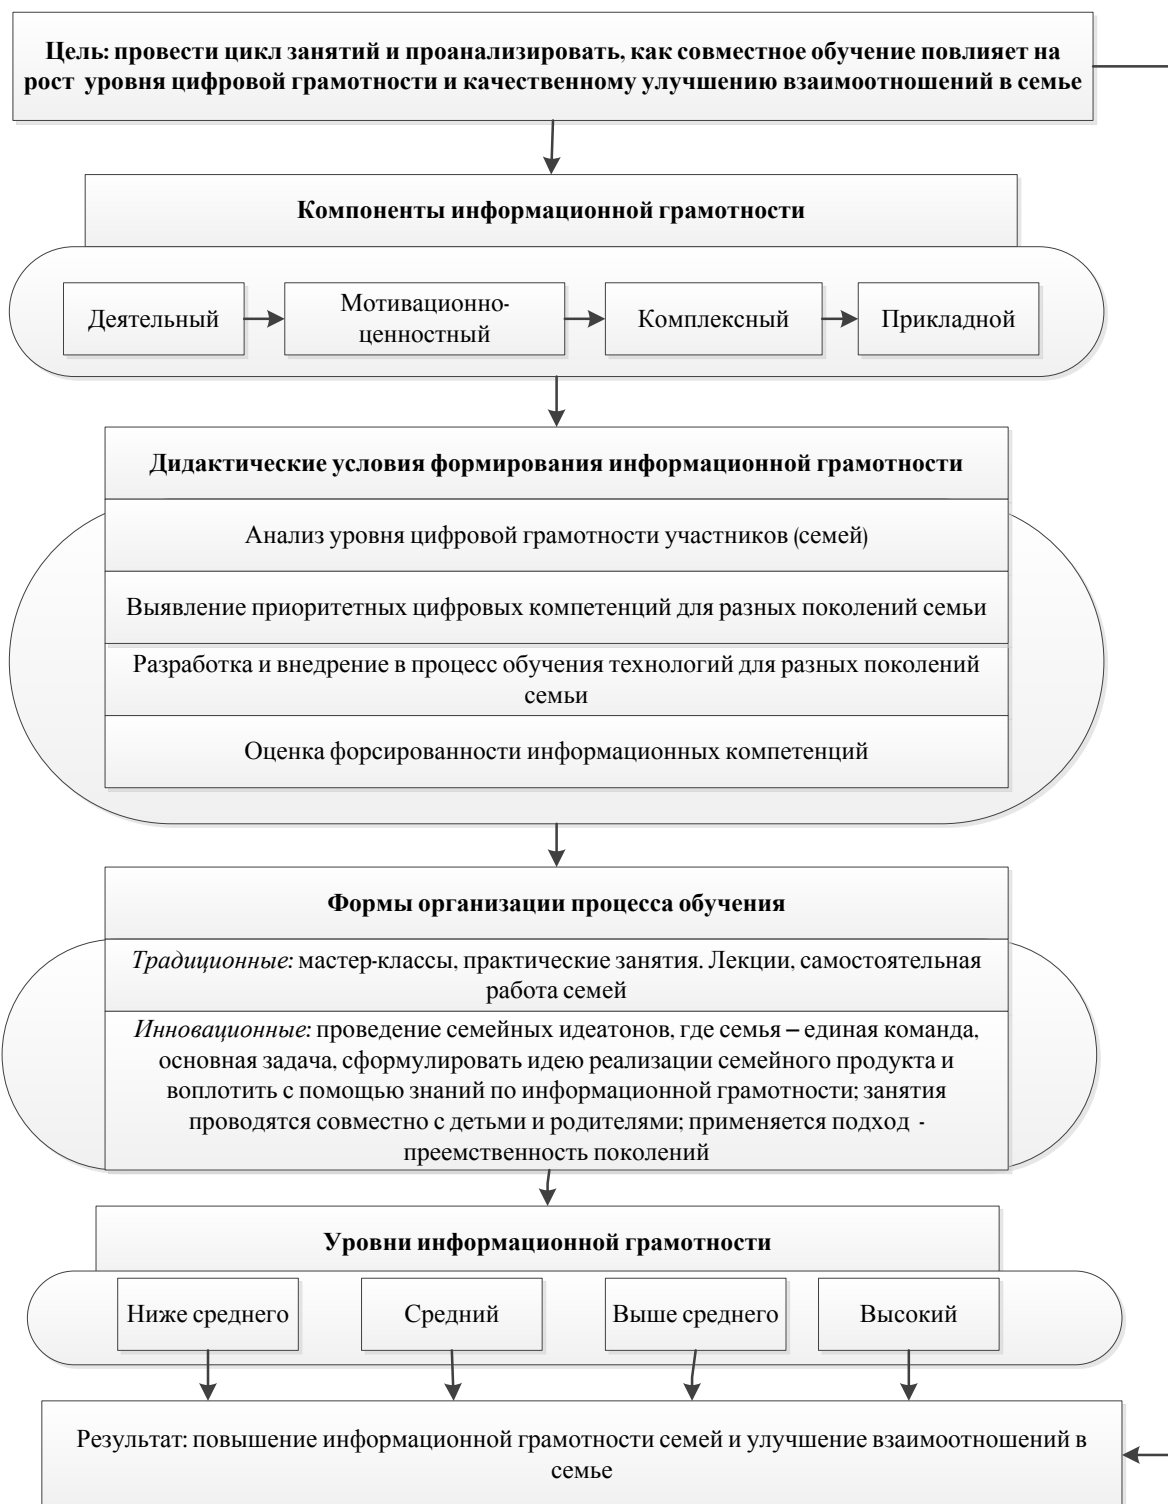 Цель: провести цикл занятий и проанализировать, как совместное обучение повлияет на
рост уровня цифровой грамотности и качественному улучшению взаимоотношений в семье
Компоненты информационной грамотности
Деятельный
Мотивационно-
ценностный
Комплексный
Прикладной
Дидактические условия формирования информационной грамотности
Анализ уровня цифровой грамотности участников (семей)
Выявление приоритетных цифровых компетенций для разных поколений семьи
Разработка и внедрение в процесс обучения технологий для разных поколений
семьи
Оценка форсированности информационных компетенций
Формы организации процесса обучения
Традиционные: мастер-классы, практические занятия. Лекции, самостоятельная
работа семей
Инновационные: проведение семейных идеатонов, где семья – единая команда,
основная задача, сформулировать идею реализации семейного продукта и
воплотить с помощью знаний по информационной грамотности; занятия
проводятся совместно с детьми и родителями; применяется подход -
преемственность поколений
Уровни информационной грамотности
Ниже среднего
Средний
Выше среднего
Высокий
Результат: повышение информационной грамотности семей и улучшение взаимоотношений в
семье